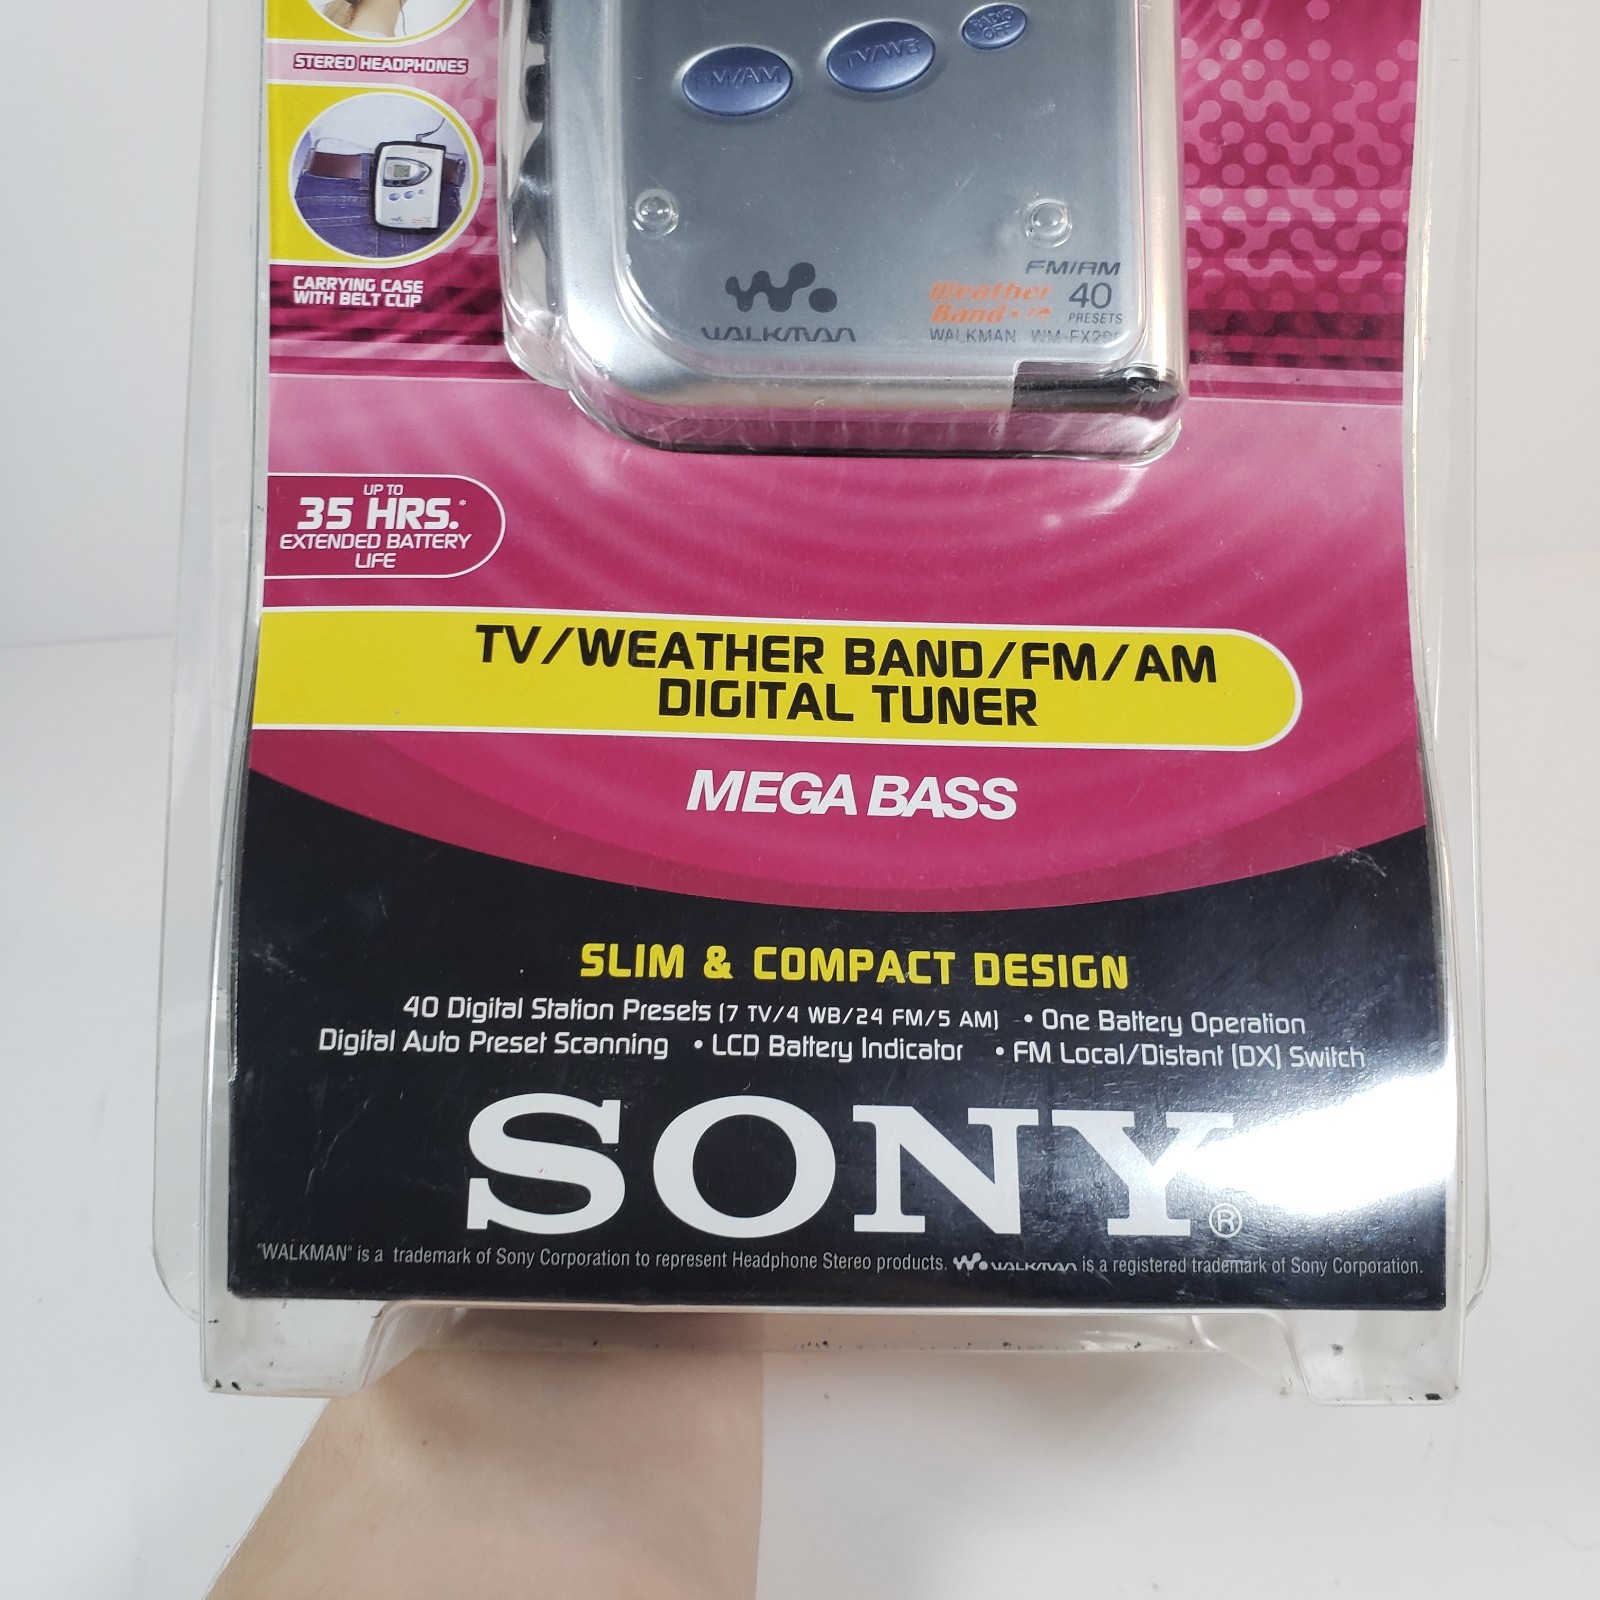 STEREO HEADPHONES
CARRYING CASE
WITH BELT CLIP
FM/AM
TV/WB
RADIO
OFF
WALKMAN
FM/AM
Weather 40
Band PRESETS
WALKMAN
UP TO
35 HRS.*
EXTENDED BATTERY
LIFE
TV/WEATHER BAND/FM/AM
DIGITAL TUNER
MEGA BASS
SLIM & COMPACT DESIGN
40 Digital Station Presets (7 TV/4 WB/24 FM/5 AM) • One Battery Operation
Digital Auto Preset Scanning • LCD Battery Indicator • FM Local/Distant (DX) Switch
SONY®
"WALKMAN" is a trademark of Sony Corporation to represent Headphone Stereo products. WALKMAN is a registered trademark of Sony Corporation.